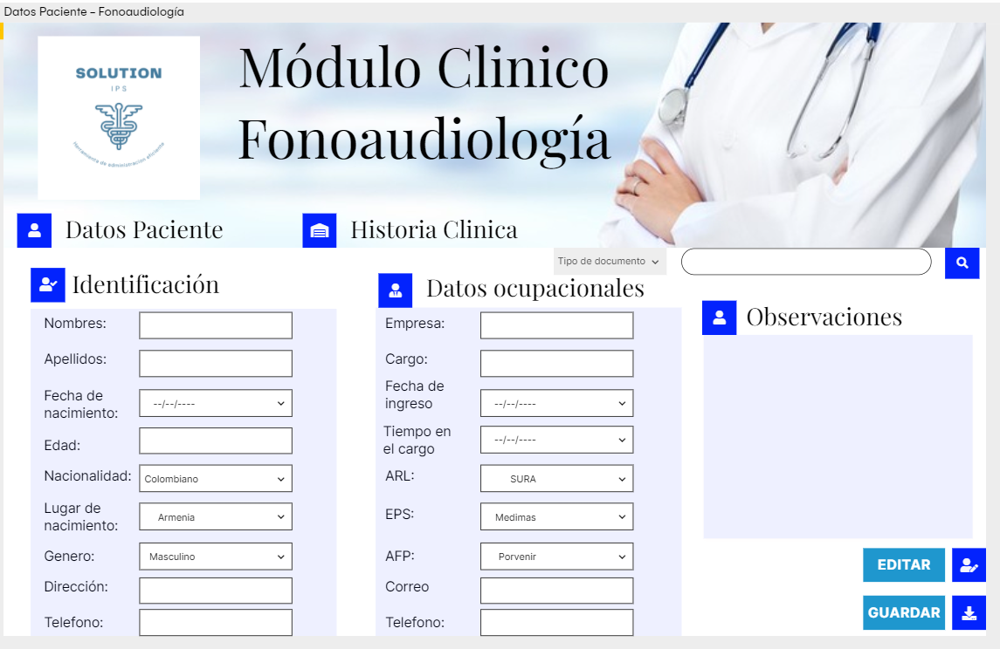 Datos Paciente – Fonoaudiología
SOLUTION
IPS
Herramienta de administración eficiente
Módulo Clinico
Fonoaudiología
Datos Paciente
Historia Clinica
Tipo de documento
Identificación
Nombres:
Apellidos:
Fecha de
nacimiento:
--/--/----
Edad:
Nacionalidad:
Colombiano
Lugar de
nacimiento:
Armenia
Genero:
Masculino
Dirección:
Telefono:
Datos ocupacionales
Empresa:
Cargo:
Fecha de
ingreso
--/--/----
Tiempo en
el cargo
--/--/----
ARL:
SURA
EPS:
Medimas
AFP:
Porvenir
Correo
Telefono:
Observaciones
EDITAR
GUARDAR